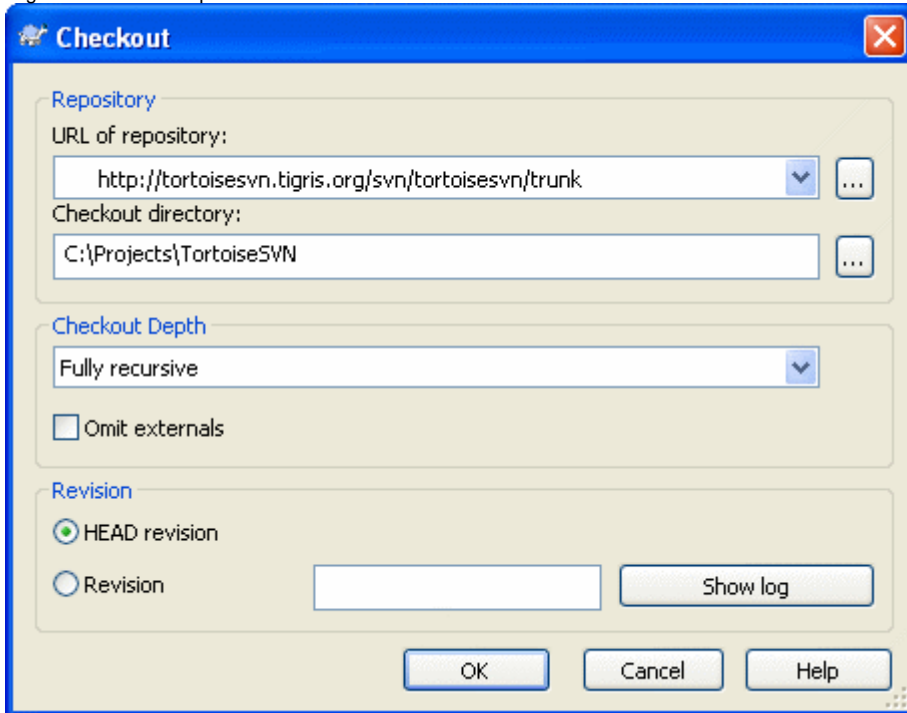 Checkout
Repository
URL of repository:
http://tortoisesvn.tigris.org/svn/tortoisesvn/trunk
...
Checkout directory:
C:\Projects\TortoiseSVN
...
Checkout Depth
Fully recursive
Omit externals
Revision
HEAD revision
Revision
Show log
OK Cancel Help